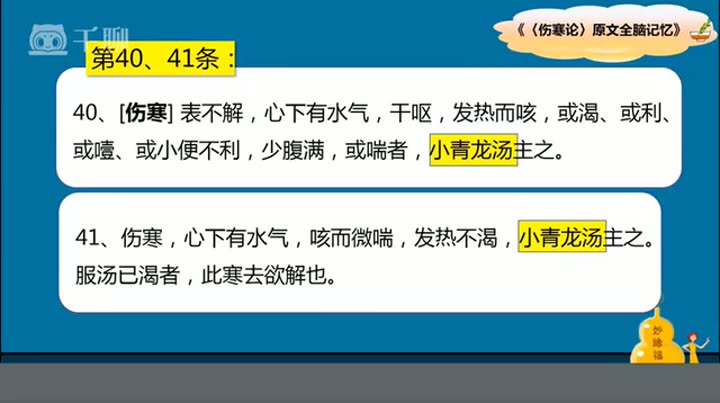 千聊
《〈伤寒论〉原文全脑记忆》
第40、41条：
40、[伤寒] 表不解，心下有水气，干呕，发热而咳，或渴、或利、
或噎、或小便不利，少腹满，或喘者，小青龙汤主之。
41、伤寒，心下有水气，咳而微喘，发热不渴，小青龙汤主之。
服汤已渴者，此寒去欲解也。
妙
缘
福